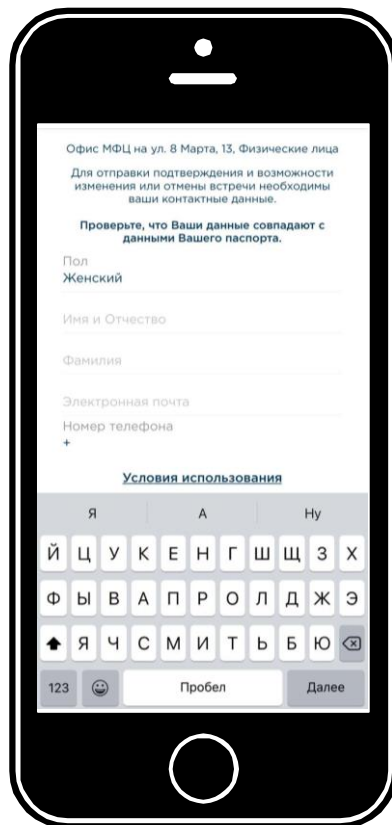 Офис МФЦ на ул. 8 Марта, 13, Физические лица
Для отправки подтверждения и возможности
изменения или отмены встречи необходимы
ваши контактные данные.
Проверьте, что Ваши данные совпадают с
данными Вашего паспорта.
Пол
Женский
Имя и Отчество
Фамилия
Электронная почта
Номер телефона
+
Условия использования
Я А Ну
Й Ц У К Е Н Г Ш Щ З Х
Ф Ы В А П Р О Л Д Ж Э
Я Ч С М И Т Ь Б Ю
123 Пробел Далее